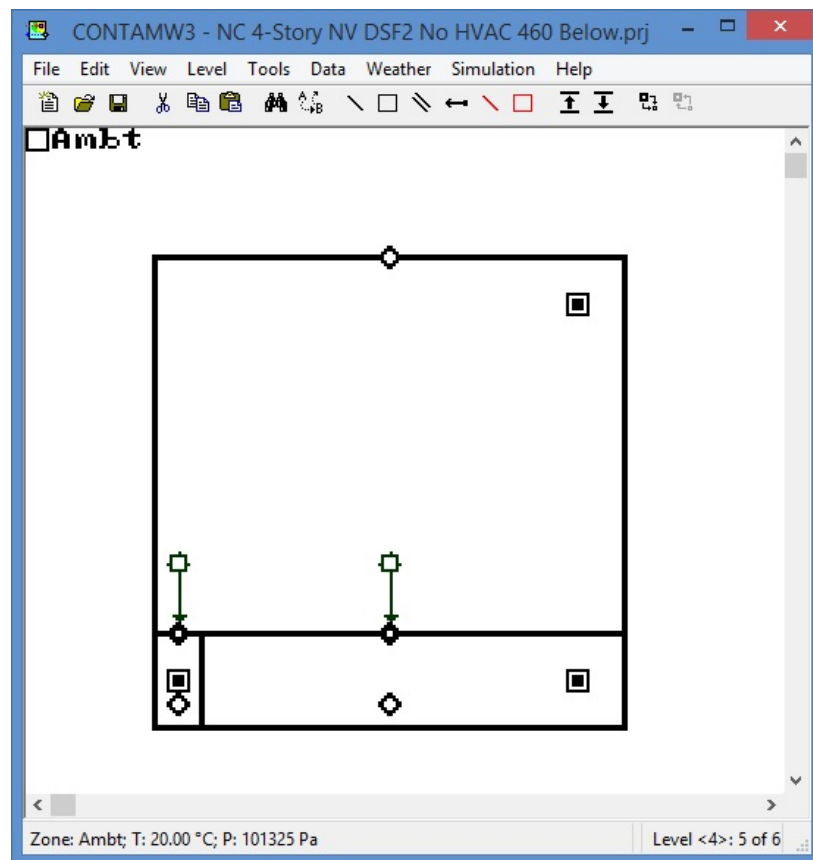 CONTAMW3 - NC 4-Story NV DSF2 No HVAC 460 Below.prj
File Edit View Level Tools Data Weather Simulation Help
A B
Ambt
Zone: Ambt; T: 20.00 °C; P: 101325 Pa Level <4>: 5 of 6